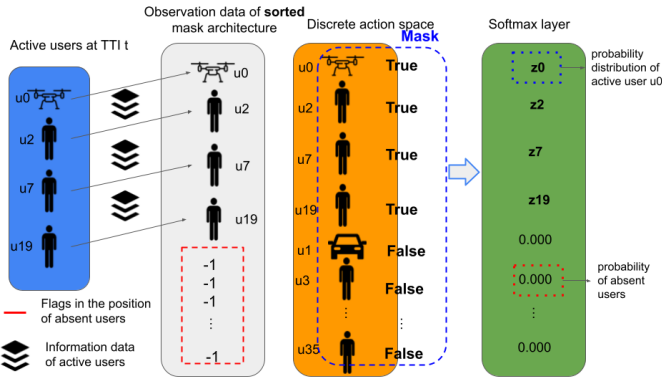 Active users at TTI t
u0
u2
u7
u19
Flags in the position
of absent users
Information data
of active users
Observation data of sorted
mask architecture
u0
u2
u7
u19
-1
-1
-1
⋮
-1
Discrete action space
Mask
u0 True
u2 True
u7 True
u19 True
u1 False
u3 False
⋮ ⋮
u35 False
Softmax layer
z0
z2
z7
z19
0.000
0.000
⋮
0.000
probability
distribution of
active user u0
probability
of absent
users